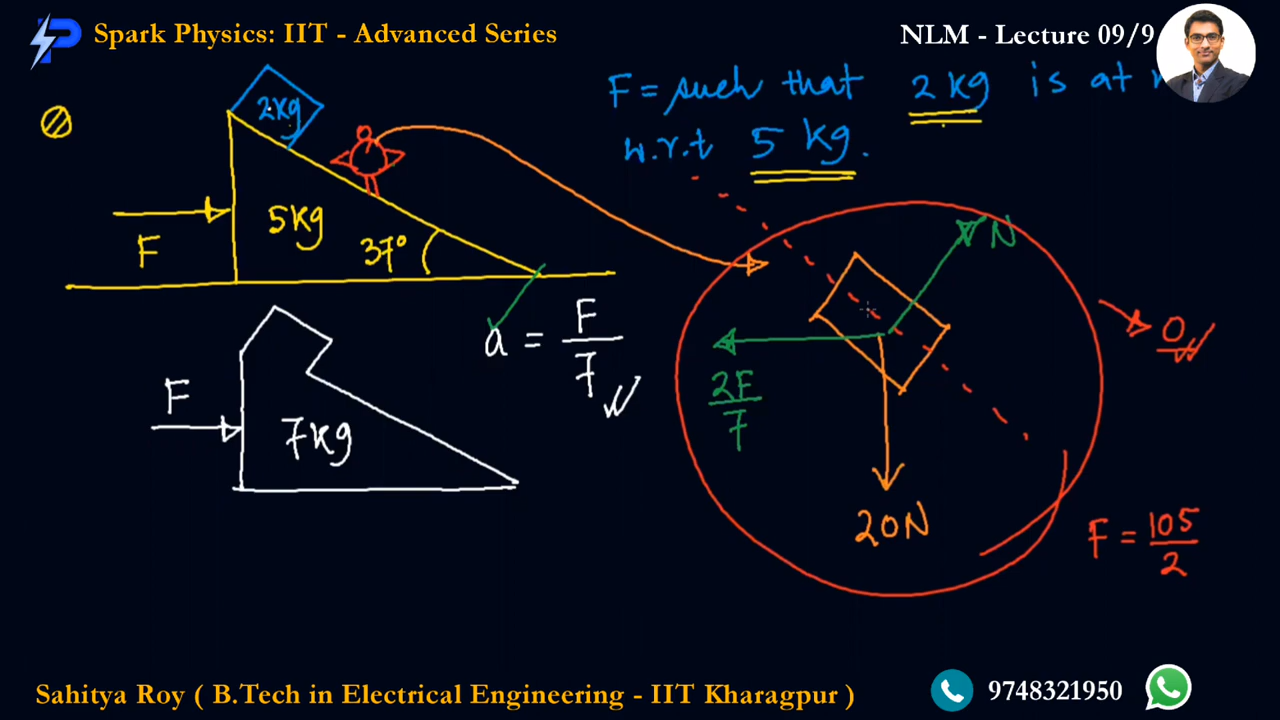 Spark Physics: IIT - Advanced Series
NLM - Lecture 09/9
F = such that 2 kg is at
w.r.t 5 kg.
2kg
5kg
37°
F
a = F/7
F
7kg
N
2F/7
20N
0
F = 105/2
Sahitya Roy ( B.Tech in Electrical Engineering - IIT Kharagpur )
9748321950